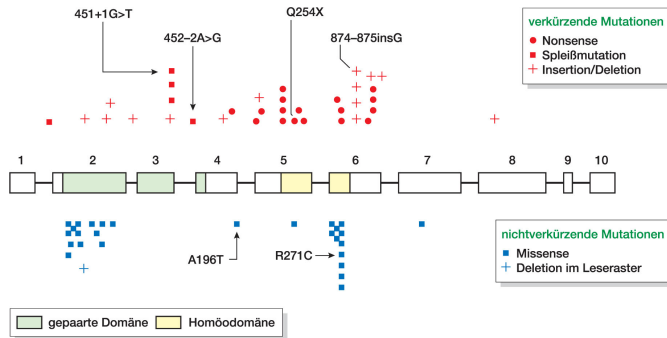 451+1G>T
452–2A>G
Q254X
874–875insG
verkürzende Mutationen
Nonsense
Spleißmutation
Insertion/Deletion
1 2 3 4 5 6 7 8 9 10
A196T
R271C
nichtverkürzende Mutationen
Missense
Deletion im Leseraster
gepaarte Domäne
Homöodomäne